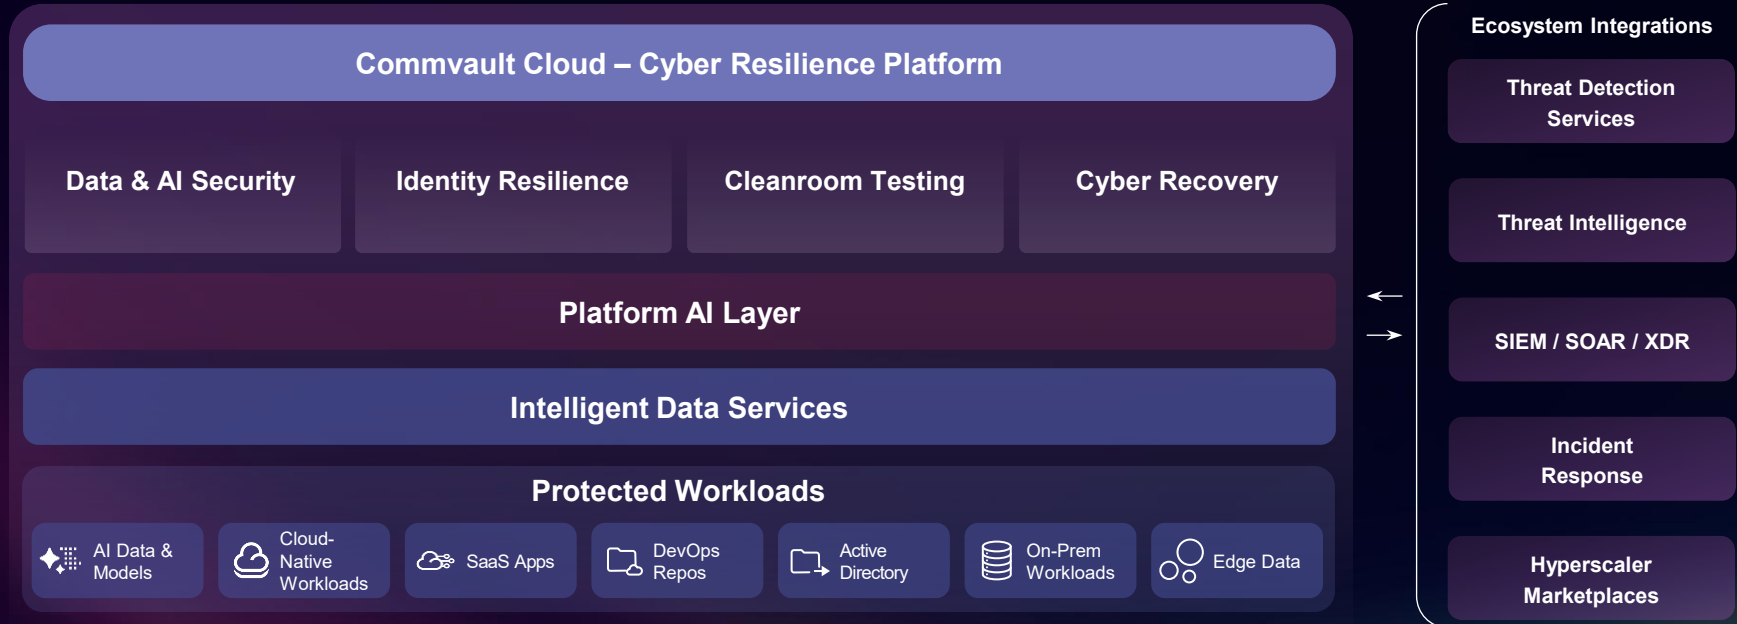 Commvault Cloud – Cyber Resilience Platform
Data & AI Security
Identity Resilience
Cleanroom Testing
Cyber Recovery
Platform AI Layer
Intelligent Data Services
Protected Workloads
AI Data &
Models
Cloud-
Native
Workloads
SaaS Apps
DevOps
Repos
Active
Directory
On-Prem
Workloads
Edge Data
Ecosystem Integrations
Threat Detection
Services
Threat Intelligence
SIEM / SOAR / XDR
Incident
Response
Hyperscaler
Marketplaces